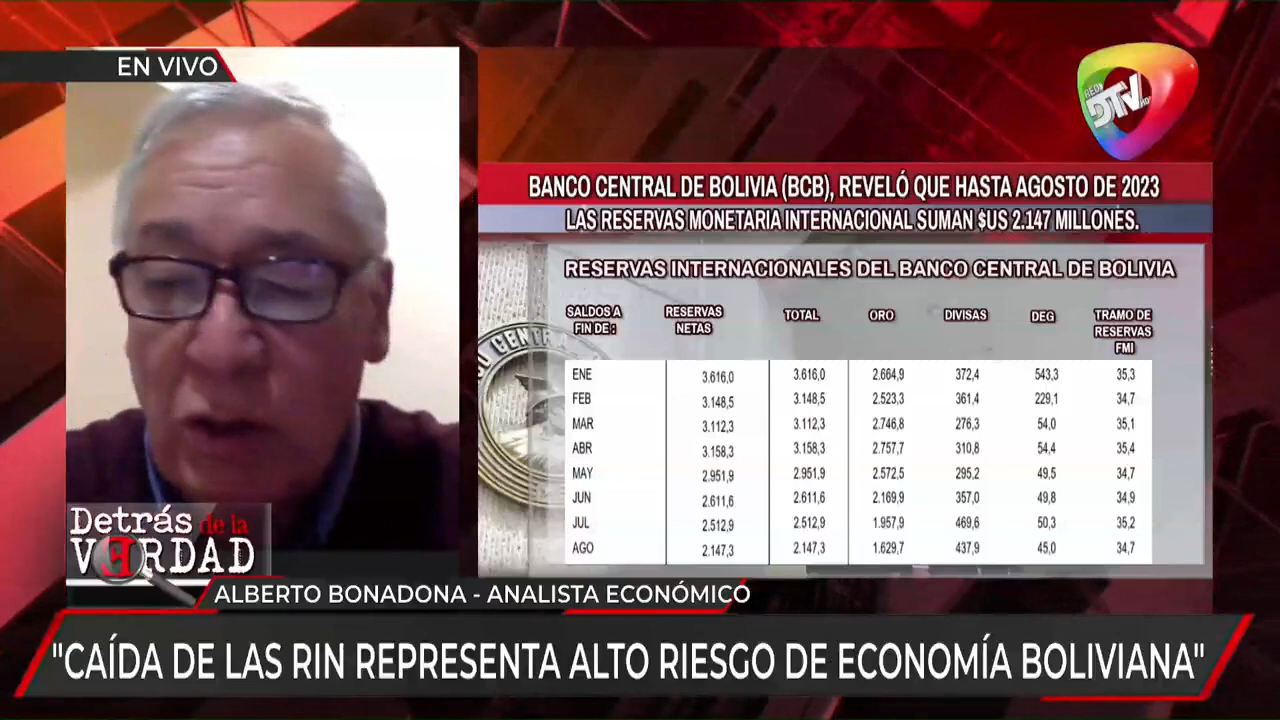 EN VIVO
RED DTV HD
BANCO CENTRAL DE BOLIVIA (BCB), REVELÓ QUE HASTA AGOSTO DE 2023
LAS RESERVAS MONETARIA INTERNACIONAL SUMAN $US 2.147 MILLONES.
RESERVAS INTERNACIONALES DEL BANCO CENTRAL DE BOLIVIA
SALDOS A FIN DE : RESERVAS NETAS TOTAL ORO DIVISAS DEG TRAMO DE RESERVAS FMI
ENE 3.616,0 3.616,0 2.664,9 372,4 543,3 35,3
FEB 3.148,5 3.148,5 2.523,3 361,4 229,1 34,7
MAR 3.112,3 3.112,3 2.746,8 276,3 54,0 35,1
ABR 3.158,3 3.158,3 2.757,7 310,8 54,4 35,4
MAY 2.951,9 2.951,9 2.572,5 295,2 49,5 34,7
JUN 2.611,6 2.611,6 2.169,9 357,0 49,8 34,9
JUL 2.512,9 2.512,9 1.957,9 469,6 50,3 35,2
AGO 2.147,3 2.147,3 1.629,7 437,9 45,0 34,7
Detrás de la
VERDAD
ALBERTO BONADONA - ANALISTA ECONÓMICO
"CAÍDA DE LAS RIN REPRESENTA ALTO RIESGO DE ECONOMÍA BOLIVIANA"